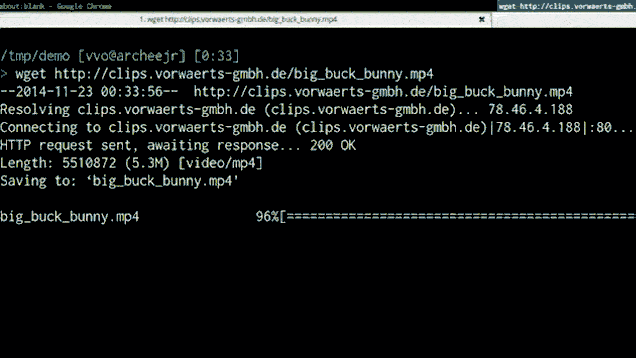 about:blank - Google Chrome
wget http://clips.vorwaerts-gmbh.
1. wget http://clips.vorwaerts-gmbh.de/big_buck_bunny.mp4
/tmp/demo [vvo@archeejr] [0:33]
> wget http://clips.vorwaerts-gmbh.de/big_buck_bunny.mp4
--2014-11-23 00:33:56--  http://clips.vorwaerts-gmbh.de/big_buck_bunny.mp4
Resolving clips.vorwaerts-gmbh.de (clips.vorwaerts-gmbh.de)... 78.46.4.188
Connecting to clips.vorwaerts-gmbh.de (clips.vorwaerts-gmbh.de)|78.46.4.188|:80...
HTTP request sent, awaiting response... 200 OK
Length: 5510872 (5.3M) [video/mp4]
Saving to: ‘big_buck_bunny.mp4’
big_buck_bunny.mp4 96%[=============================================